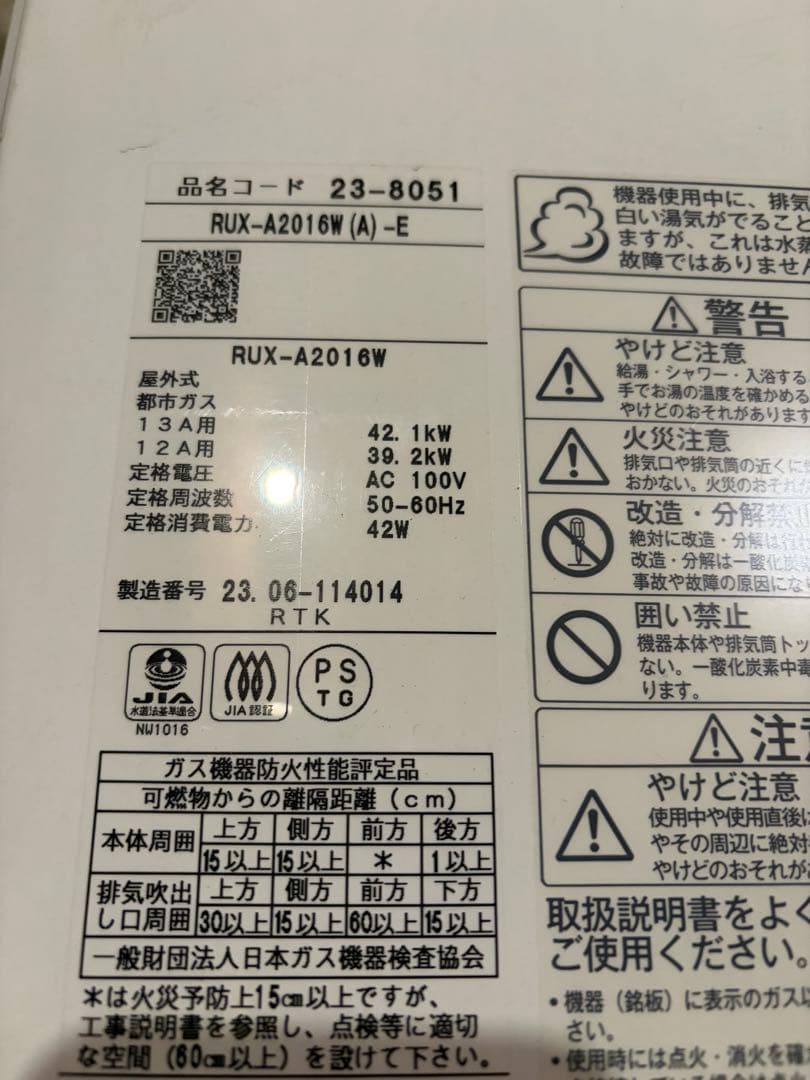 品名コード 23-8051
RUX-A2016W(A)-E
RUX-A2016W
屋外式
都市ガス
13A用 42.1kW
12A用 39.2kW
定格電圧 AC 100V
定格周波数 50-60Hz
定格消費電力 42W
製造番号 23.06-114014
RTK
JIA
水道法基準適合
NW1016
JIA認証
PS
TG
ガス機器防火性能評定品
可燃物からの離隔距離(cm)
本体周囲 上方 側方 前方 後方
15以上 15以上 * 1以上
排気吹出し口周囲 上方 側方 前方 下方
30以上 15以上 60以上 15以上
一般財団法人日本ガス機器検査協会
*は火災予防上15cm以上ですが、
工事説明書を参照し、点検等に適切
な空間(60cm以上)を設けて下さい。
機器使用中に、排気
白い湯気がでること
ますが、これは水蒸
故障ではありません
警告
やけど注意
給湯・シャワー・入浴する
手でお湯の温度を確かめる
やけどのおそれがあります
火災注意
排気口や排気筒の近くに
おかない。火災のおそれ
改造・分解禁止
絶対に改造・分解は行
改造・分解は一酸化炭
事故や故障の原因にな
囲い禁止
機器本体や排気筒トッ
ない。一酸化炭素中毒
ります。
注意
やけど注意
使用中や使用直後は
やその周辺に絶対
やけどのおそれが
取扱説明書をよく
ご使用ください。
・機器(銘板)に表示のガス以
さい。
・使用時には点火・消火を確